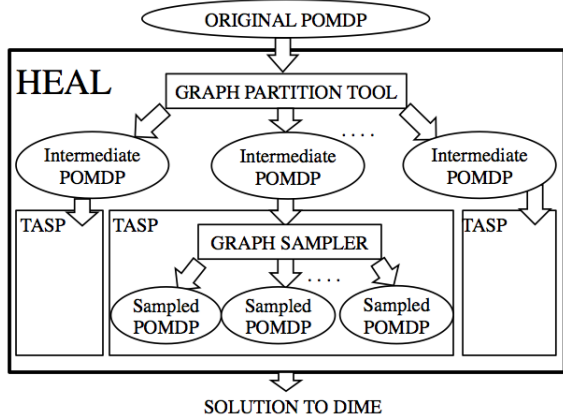 ORIGINAL POMDP
HEAL
GRAPH PARTITION TOOL
. . . .
Intermediate
POMDP
Intermediate
POMDP
Intermediate
POMDP
TASP
TASP
TASP
GRAPH SAMPLER
. . . .
Sampled
POMDP
Sampled
POMDP
Sampled
POMDP
SOLUTION TO DIME